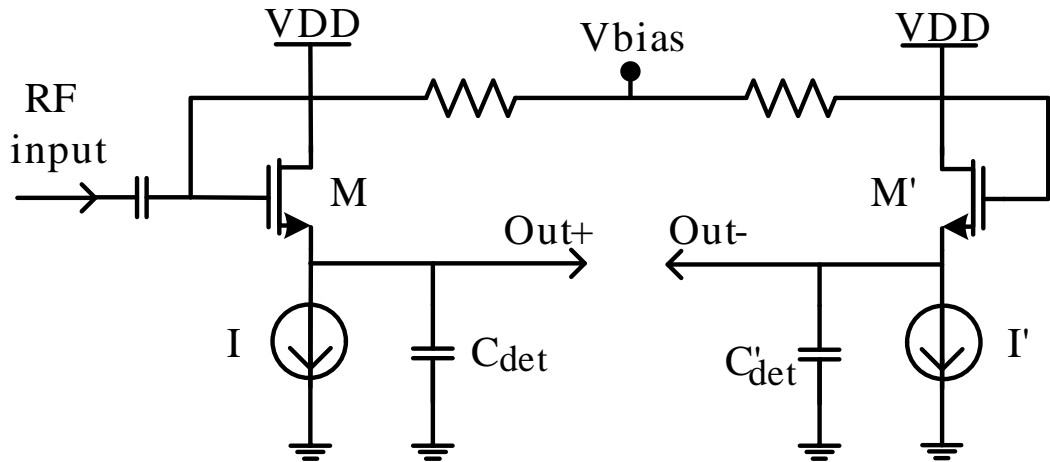 VDD
Vbias
VDD
RF
input
M
M'
Out+
Out-
I
Cdet
C'det
I'